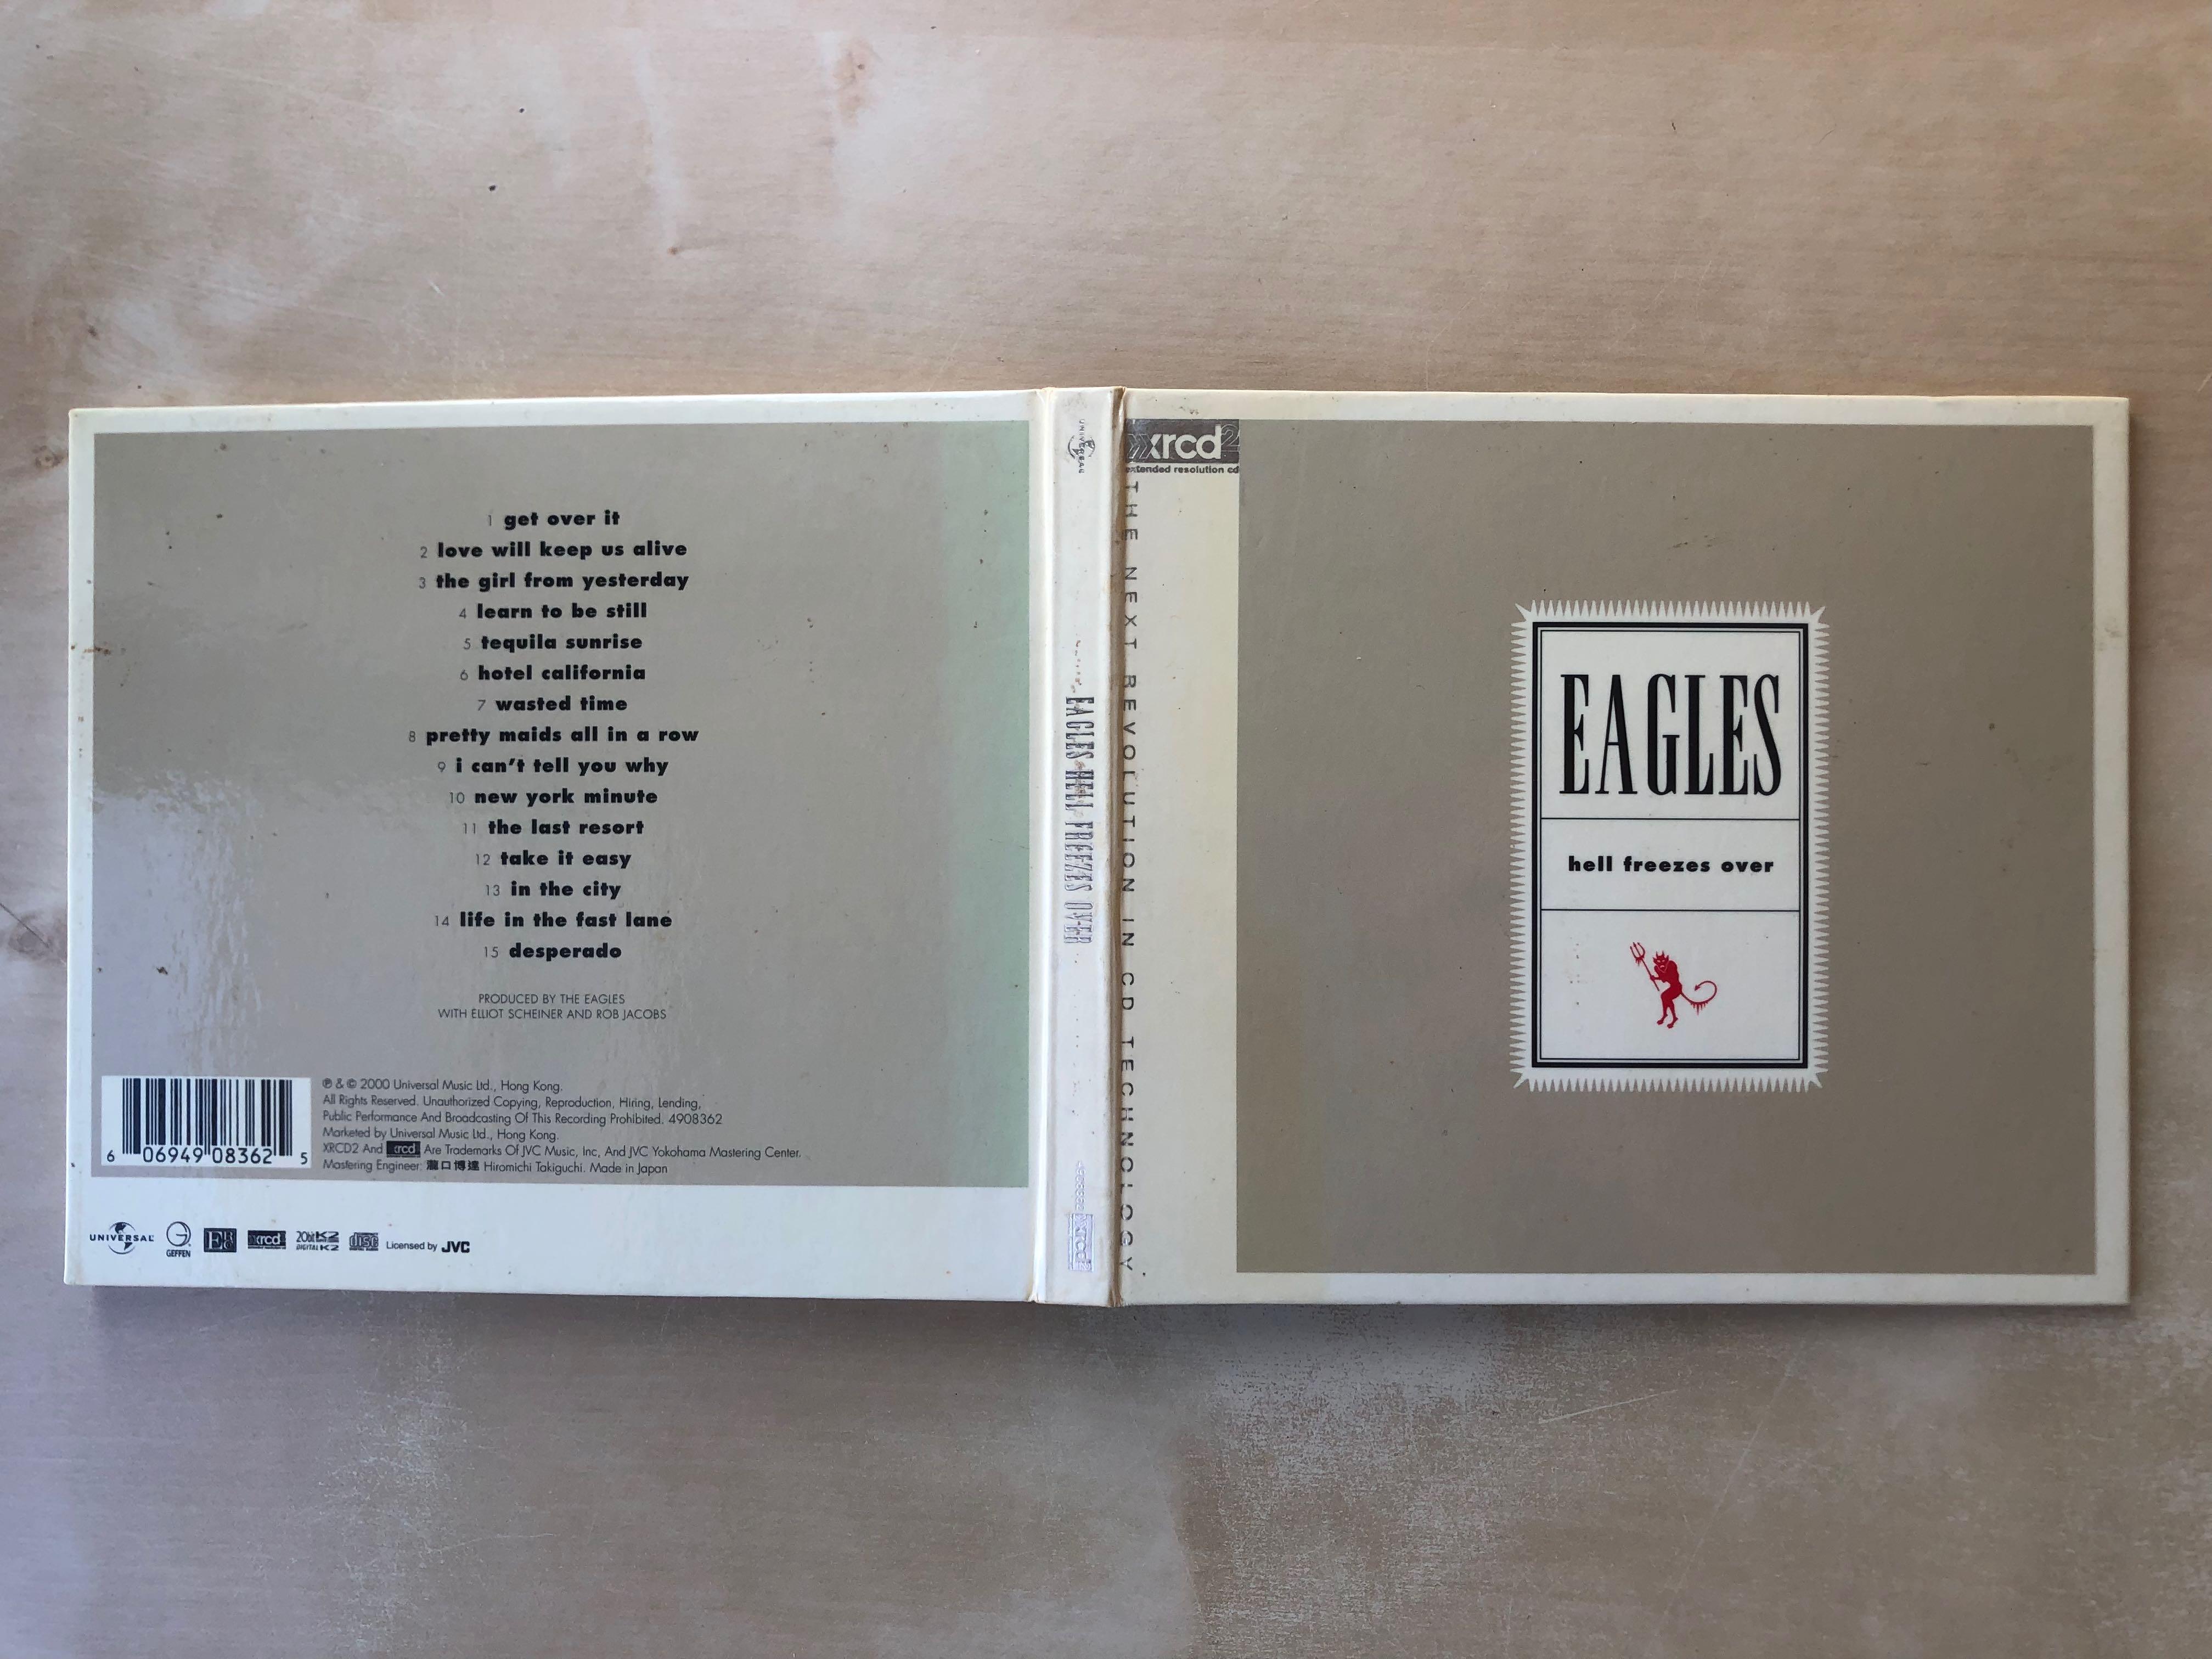 1 get over it
2 love will keep us alive
3 the girl from yesterday
4 learn to be still
5 tequila sunrise
6 hotel california
7 wasted time
8 pretty maids all in a row
9 i can't tell you why
10 new york minute
11 the last resort
12 take it easy
13 in the city
14 life in the fast lane
15 desperado
PRODUCED BY THE EAGLES
WITH ELLIOT SCHEINER AND ROB JACOBS
6 06949 08362 5
℗ & © 2000 Universal Music Ltd., Hong Kong.
All Rights Reserved. Unauthorized Copying, Reproduction, Hiring, Lending,
Public Performance And Broadcasting Of This Recording Prohibited. 4908362
Marketed by Universal Music Ltd., Hong Kong.
XRCD2 And xrcd Are Trademarks Of JVC Music, Inc, And JVC Yokohama Mastering Center.
Mastering Engineer: 瀧口博達 Hiromichi Takiguchi. Made in Japan
UNIVERSAL
GEFFEN
xrcd
20bit K2
DIGITAL K2
disc
Licensed by JVC
UNIVERSAL
EAGLES HELL FREEZES OVER
xrcd2
extended resolution cd
THE NEXT REVOLUTION IN CD TECHNOLOGY
EAGLES
hell freezes over